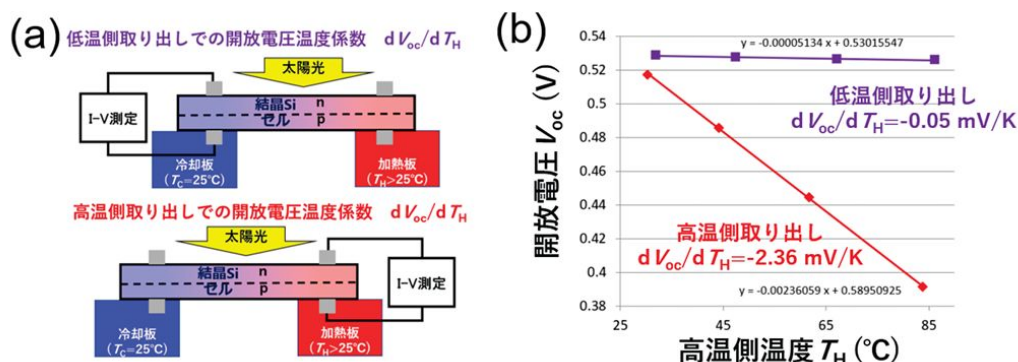 (a)
低温側取り出しでの開放電圧温度係数 dVoc/dTH
太陽光
I-V測定
結晶Si n
セル p
冷却板
(TC=25℃)
加熱板
(TH>25℃)
高温側取り出しでの開放電圧温度係数 dVoc/dTH
太陽光
結晶Si n
セル p
I-V測定
冷却板
(TC=25℃)
加熱板
(TH>25℃)
(b)
開放電圧 Voc (V)
0.54
0.52
0.5
0.48
0.46
0.44
0.42
0.4
0.38
y = -0.00005134 x + 0.53015547
低温側取り出し
dVoc/dTH=-0.05 mV/K
高温側取り出し
dVoc/dTH=-2.36 mV/K
y = -0.00236059 x + 0.58950925
25
45
65
85
高温側温度 TH (℃)